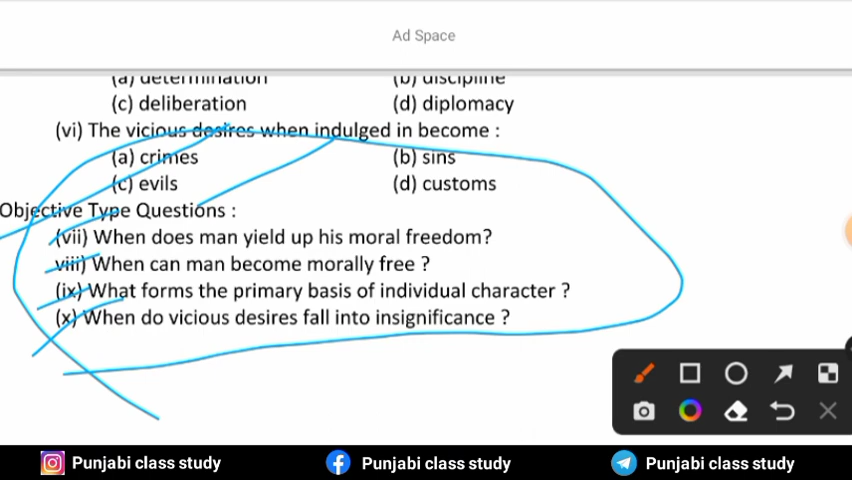 Ad Space
(a) determination (b) discipline
(c) deliberation (d) diplomacy
(vi) The vicious desires when indulged in become :
(a) crimes (b) sins
(c) evils (d) customs
Objective Type Questions :
(vii) When does man yield up his moral freedom?
viii) When can man become morally free ?
(ix) What forms the primary basis of individual character ?
(x) When do vicious desires fall into insignificance ?
Punjabi class study Punjabi class study Punjabi class study